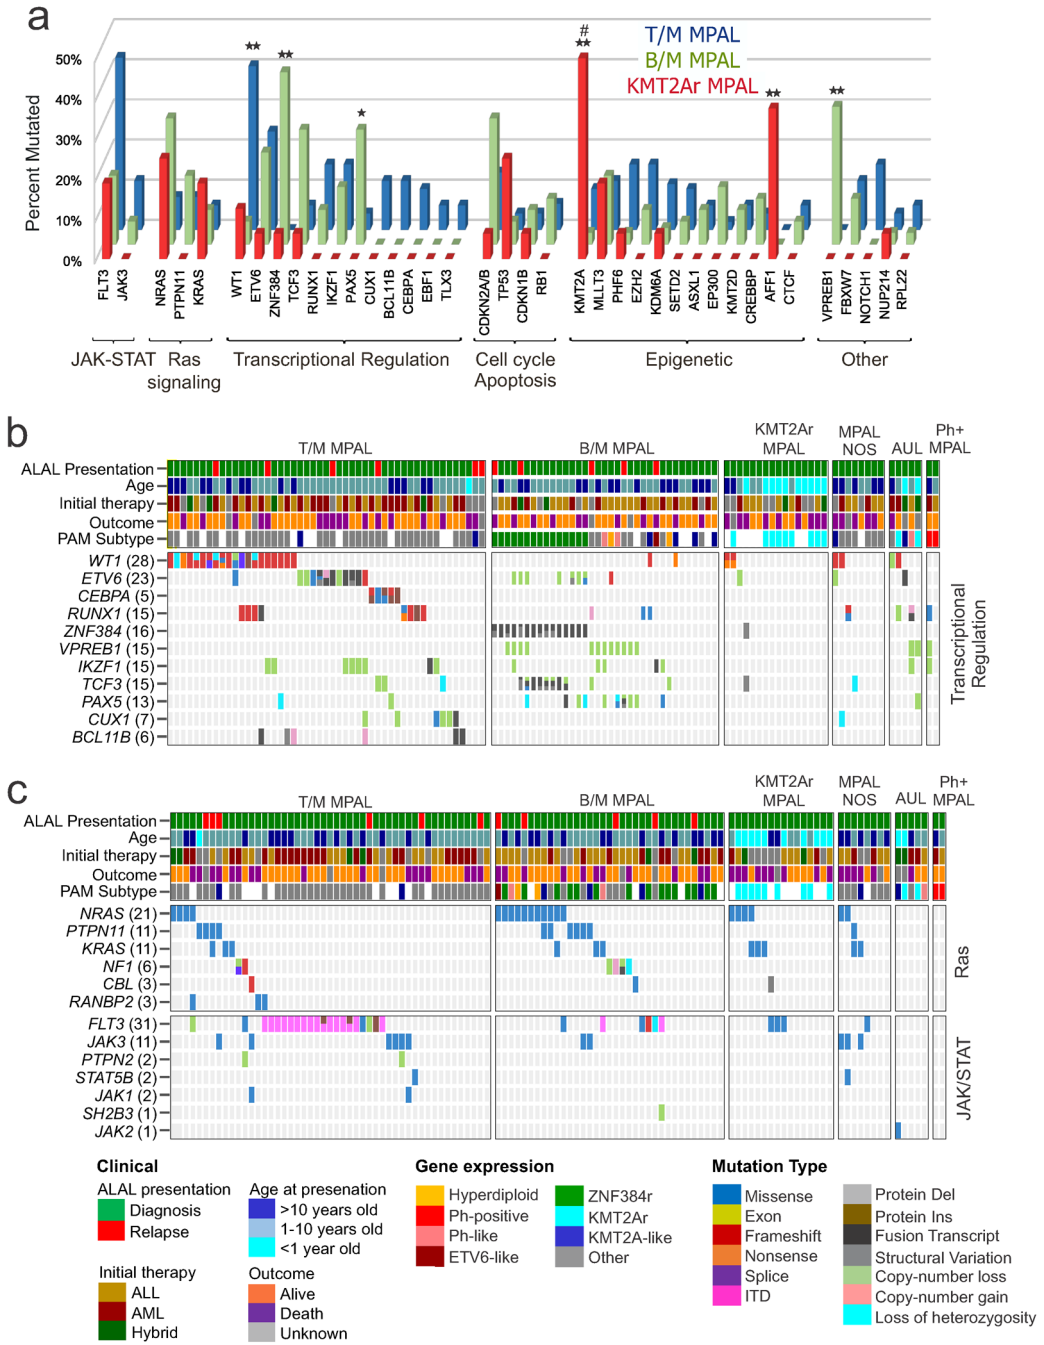 a
T/M MPAL
B/M MPAL
KMT2Ar MPAL
Percent Mutated
50%
40%
30%
20%
10%
0%
★★
★★
★
#
★★
★★
★★
FLT3
JAK3
NRAS
PTPN11
KRAS
WT1
ETV6
ZNF384
TCF3
RUNX1
IKZF1
PAX5
CUX1
BCL11B
CEBPA
EBF1
TLX3
CDKN2A/B
TP53
CDKN1B
RB1
KMT2A
MLLT3
PHF6
EZH2
KDM6A
SETD2
ASXL1
EP300
KMT2D
CREBBP
AFF1
CTCF
VPREB1
FBXW7
NOTCH1
NUP214
RPL22
JAK-STAT
Ras
signaling
Transcriptional Regulation
Cell cycle
Apoptosis
Epigenetic
Other
b
T/M MPAL
B/M MPAL
KMT2Ar
MPAL
MPAL
NOS
AUL
Ph+
MPAL
ALAL Presentation
Age
Initial therapy
Outcome
PAM Subtype
WT1 (28)
ETV6 (23)
CEBPA (5)
RUNX1 (15)
ZNF384 (16)
VPREB1 (15)
IKZF1 (15)
TCF3 (15)
PAX5 (13)
CUX1 (7)
BCL11B (6)
Transcriptional
Regulation
c
T/M MPAL
B/M MPAL
KMT2Ar
MPAL
MPAL
NOS
AUL
Ph+
MPAL
ALAL Presentation
Age
Initial therapy
Outcome
PAM Subtype
NRAS (21)
PTPN11 (11)
KRAS (11)
NF1 (6)
CBL (3)
RANBP2 (3)
Ras
FLT3 (31)
JAK3 (11)
PTPN2 (2)
STAT5B (2)
JAK1 (2)
SH2B3 (1)
JAK2 (1)
JAK/STAT
Clinical
ALAL presentation
Diagnosis
Relapse
Initial therapy
ALL
AML
Hybrid
Age at presenation
>10 years old
1-10 years old
<1 year old
Outcome
Alive
Death
Unknown
Gene expression
Hyperdiploid
Ph-positive
Ph-like
ETV6-like
ZNF384r
KMT2Ar
KMT2A-like
Other
Mutation Type
Missense
Exon
Frameshift
Nonsense
Splice
ITD
Protein Del
Protein Ins
Fusion Transcript
Structural Variation
Copy-number loss
Copy-number gain
Loss of heterozygosity